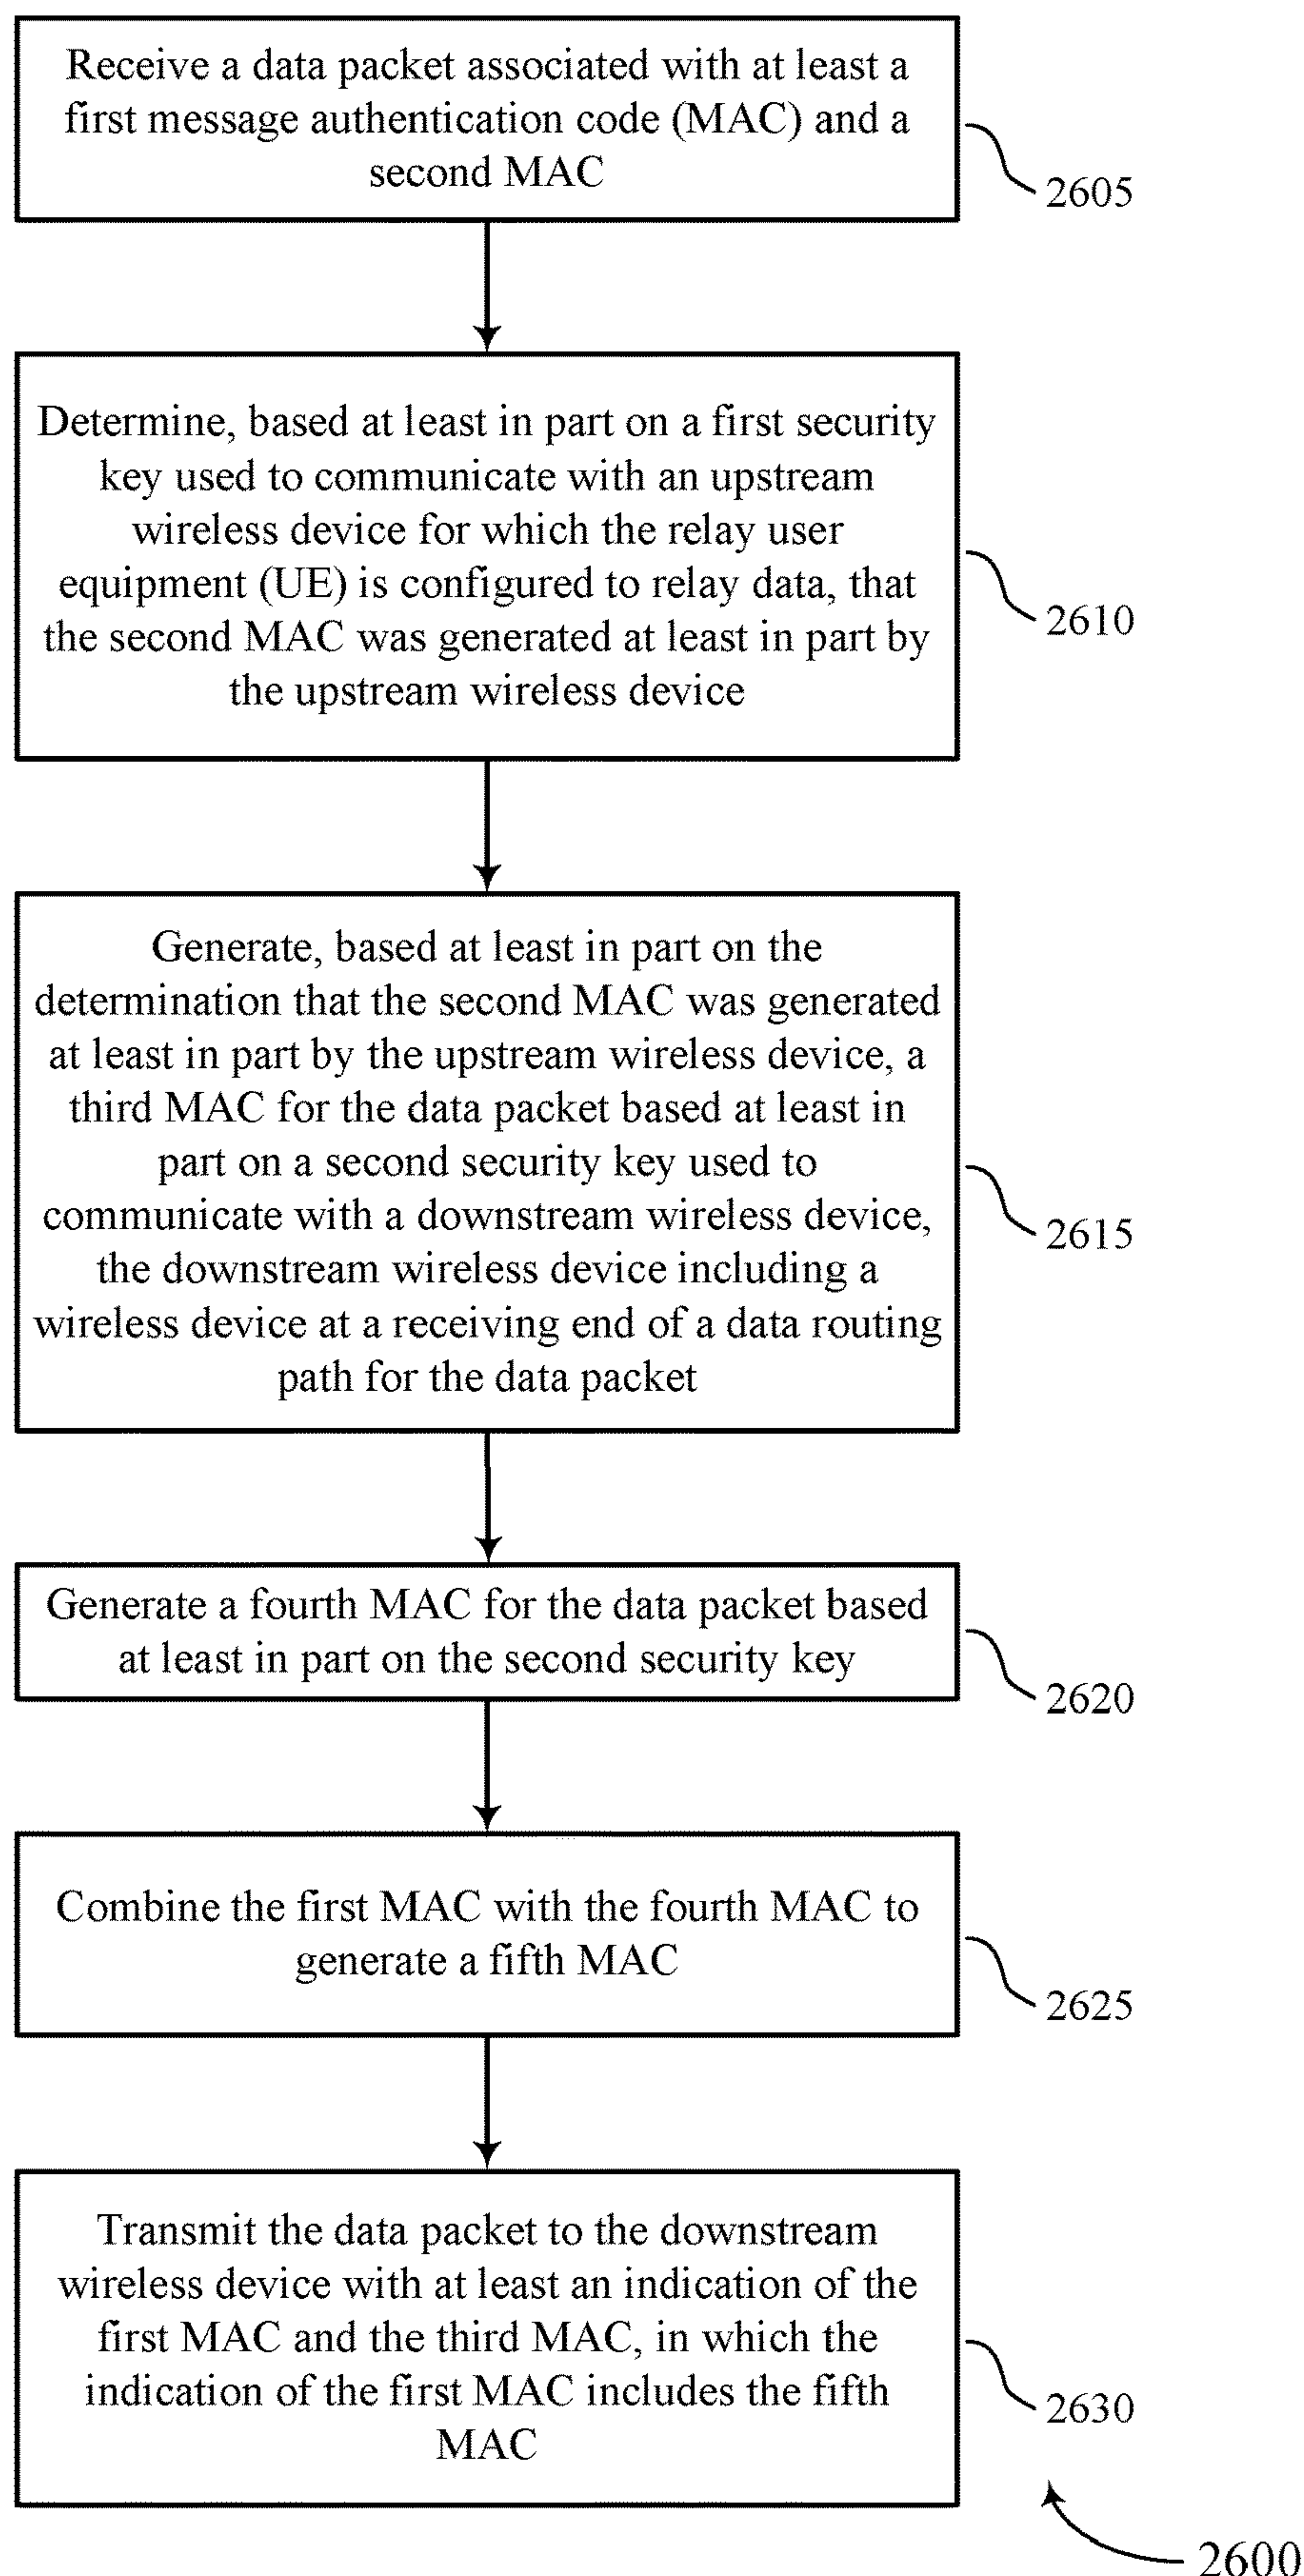 Receive a data packet associated with at least a
first message authentication code (MAC) and a
second MAC
2605
Determine, based at least in part on a first security
key used to communicate with an upstream
wireless device for which the relay user
equipment (UE) is configured to relay data, that
the second MAC was generated at least in part by
the upstream wireless device
2610
Generate, based at least in part on the
determination that the second MAC was generated
at least in part by the upstream wireless device, a
third MAC for the data packet based at least in
part on a second security key used to
communicate with a downstream wireless device,
the downstream wireless device including a
wireless device at a receiving end of a data routing
path for the data packet
2615
Generate a fourth MAC for the data packet based
at least in part on the second security key
2620
Combine the first MAC with the fourth MAC to
generate a fifth MAC
2625
Transmit the data packet to the downstream
wireless device with at least an indication of the
first MAC and the third MAC, in which the
indication of the first MAC includes the fifth
MAC
2630
2600